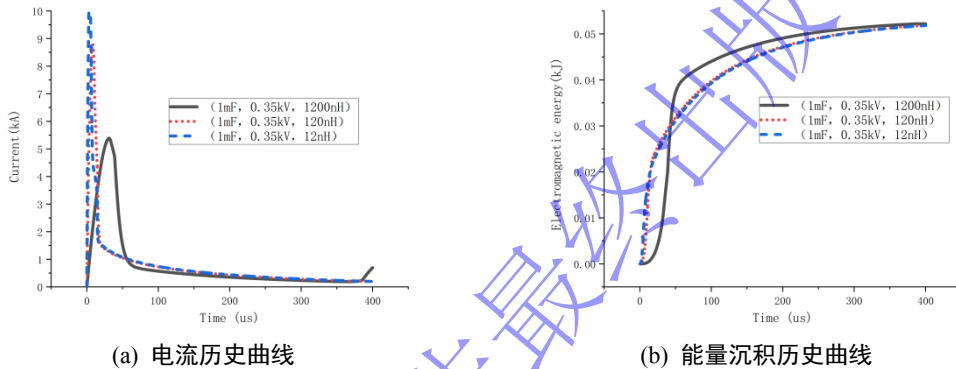 10
9
8
7
6
5
4
3
2
1
0
Current(kA)
(1mF, 0.35kV, 1200nH)
(1mF, 0.35kV, 120nH)
(1mF, 0.35kV, 12nH)
0 100 200 300 400
Time (us)
(a) 电流历史曲线
0.05
0.04
0.03
0.02
0.01
0.00
Electromagnetic energy(kJ)
(1mF, 0.35kV, 1200nH)
(1mF, 0.35kV, 120nH)
(1mF, 0.35kV, 12nH)
0 100 200 300 400
Time (us)
(b) 能量沉积历史曲线
最终出版